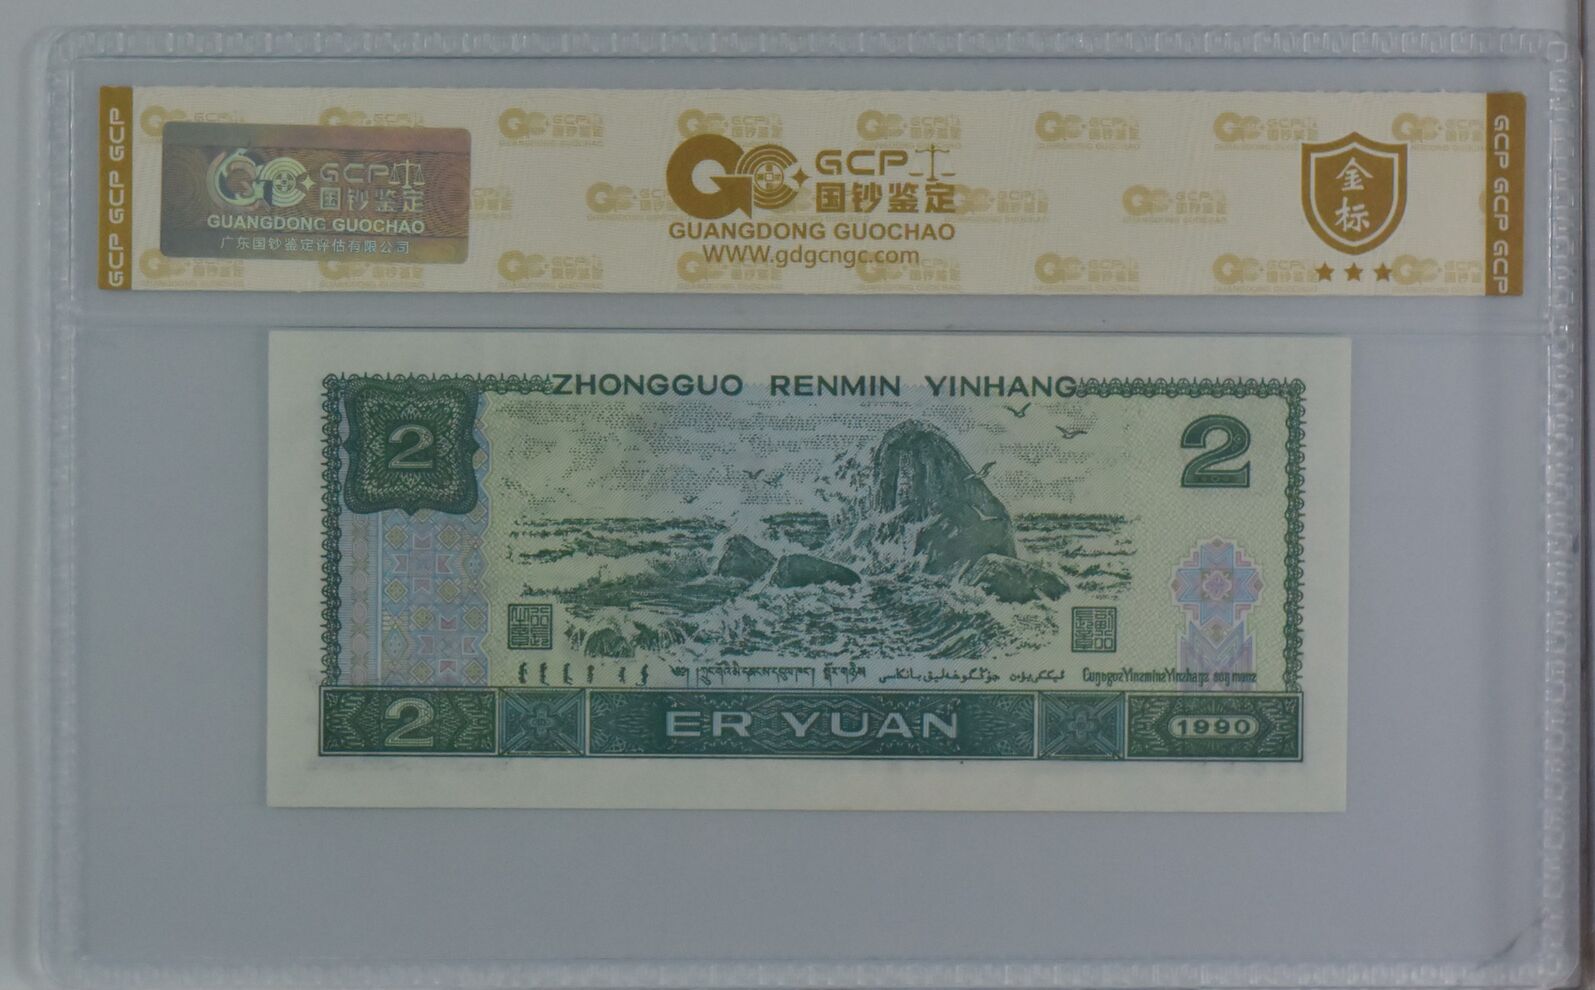 GCP GCP GCP
GCP
国钞鉴定
GUANGDONG GUOCHAO
广东国钞鉴定评估有限公司
GCP
国钞鉴定
GUANGDONG GUOCHAO
WWW.gdgcngc.com
金标
GCP GCP GCP
ZHONGGUO RENMIN YINHANG
2
2
2
ER YUAN
1990